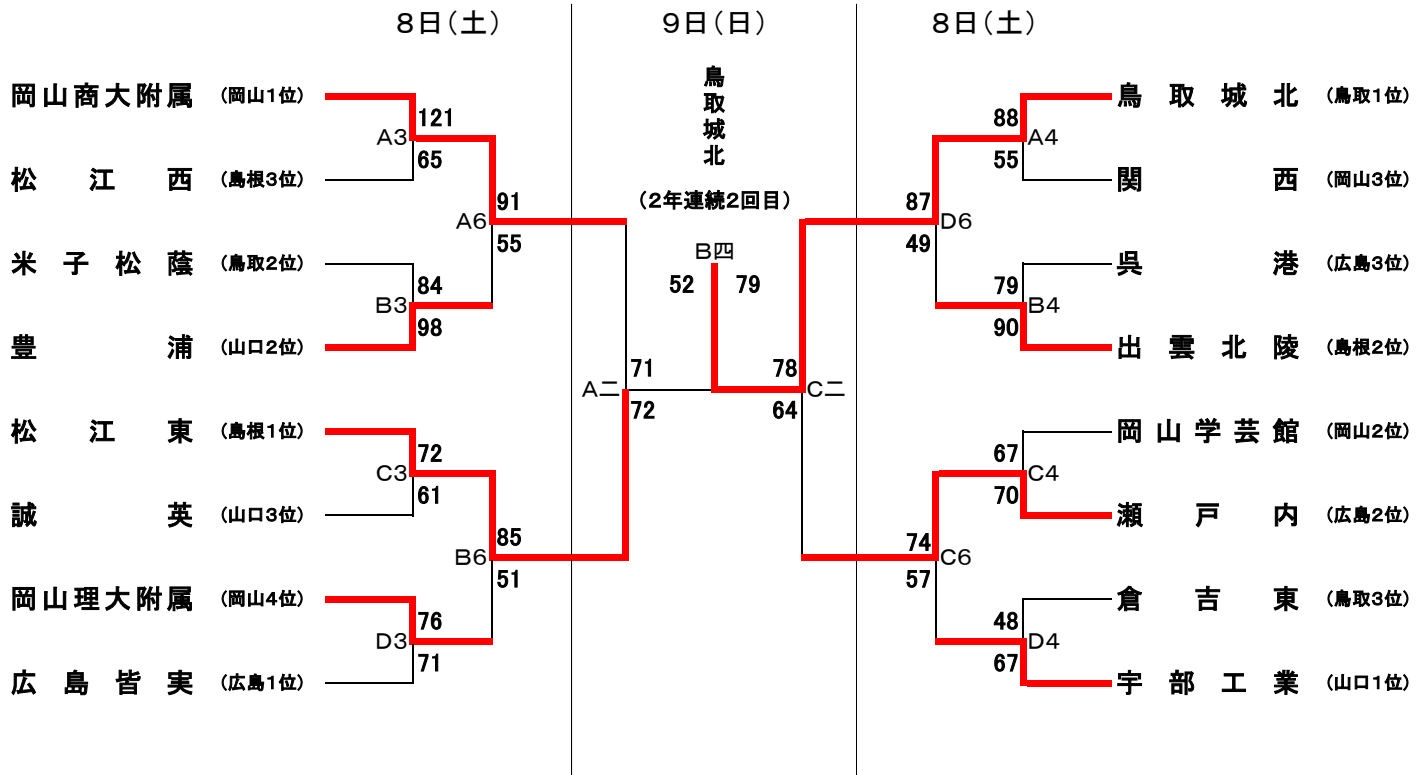 8日(土)
9日(日)
8日(土)
岡山商大附属 (岡山1位)
121
A3
65
松江西 (島根3位)
91
A6
55
米子松蔭 (鳥取2位)
84
B3
98
豊浦 (山口2位)
71
A二
72
松江東 (島根1位)
72
C3
61
誠英 (山口3位)
85
B6
51
岡山理大附属 (岡山4位)
76
D3
71
広島皆実 (広島1位)
鳥取城北
(2年連続2回目)
B四
52 79
鳥取城北 (鳥取1位)
88
A4
55
関西 (岡山3位)
87
D6
49
呉港 (広島3位)
79
B4
90
出雲北陵 (島根2位)
78
C二
64
岡山学芸館 (岡山2位)
67
C4
70
瀬戸内 (広島2位)
74
C6
57
倉吉東 (鳥取3位)
48
D4
67
宇部工業 (山口1位)